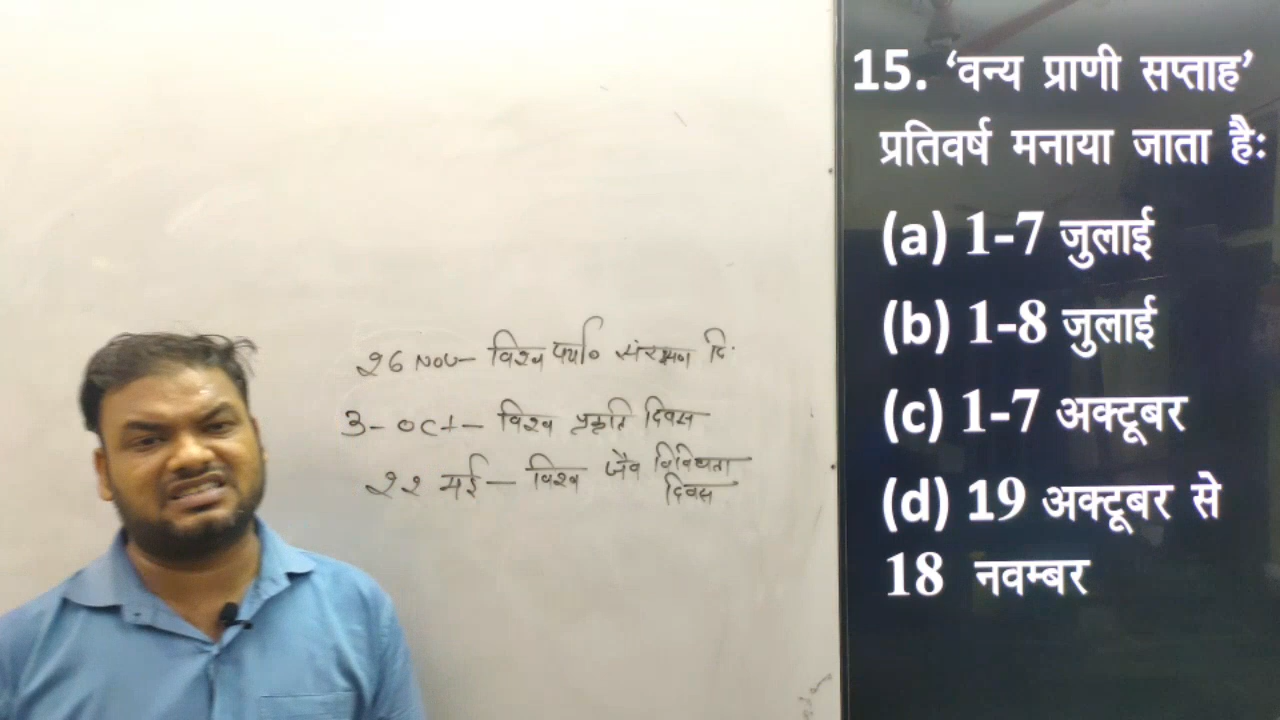 26 Nov - विश्व पर्या० संरक्षण दि.
3 - oct - विश्व प्रकृति दिवस
22 मई - विश्व जैव विविधता
दिवस
15. ‘वन्य प्राणी सप्ताह’
प्रतिवर्ष मनाया जाता है:
(a) 1-7 जुलाई
(b) 1-8 जुलाई
(c) 1-7 अक्टूबर
(d) 19 अक्टूबर से
18 नवम्बर